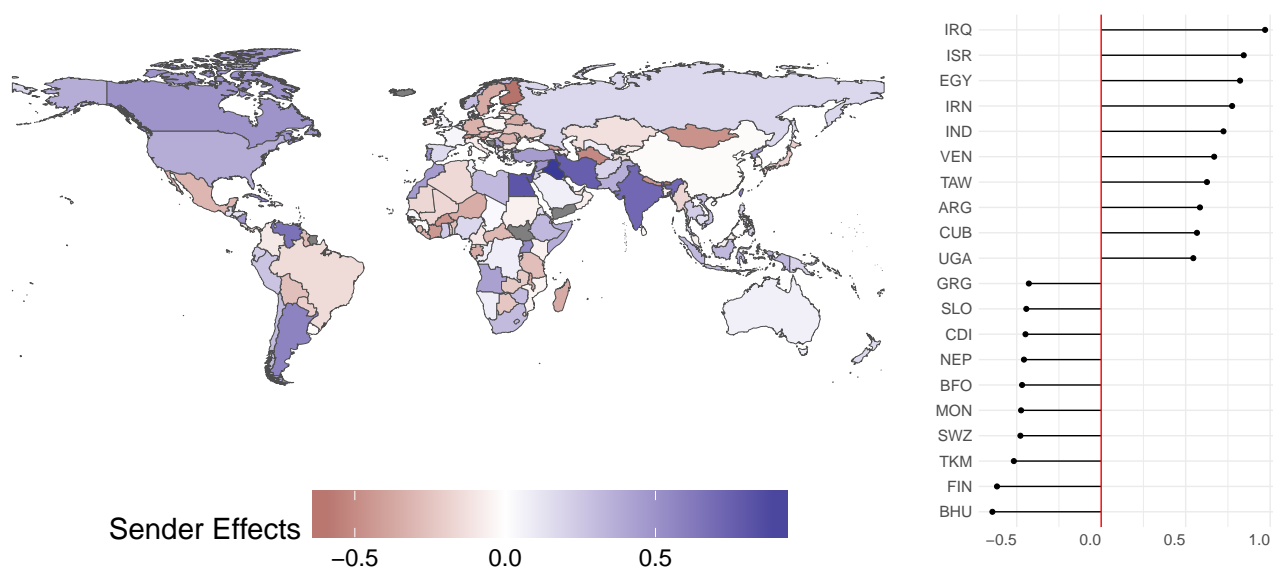 Sender Effects
−0.5 0.0 0.5
IRQ
ISR
EGY
IRN
IND
VEN
TAW
ARG
CUB
UGA
GRG
SLO
CDI
NEP
BFO
MON
SWZ
TKM
FIN
BHU
−0.5 0.0 0.5 1.0